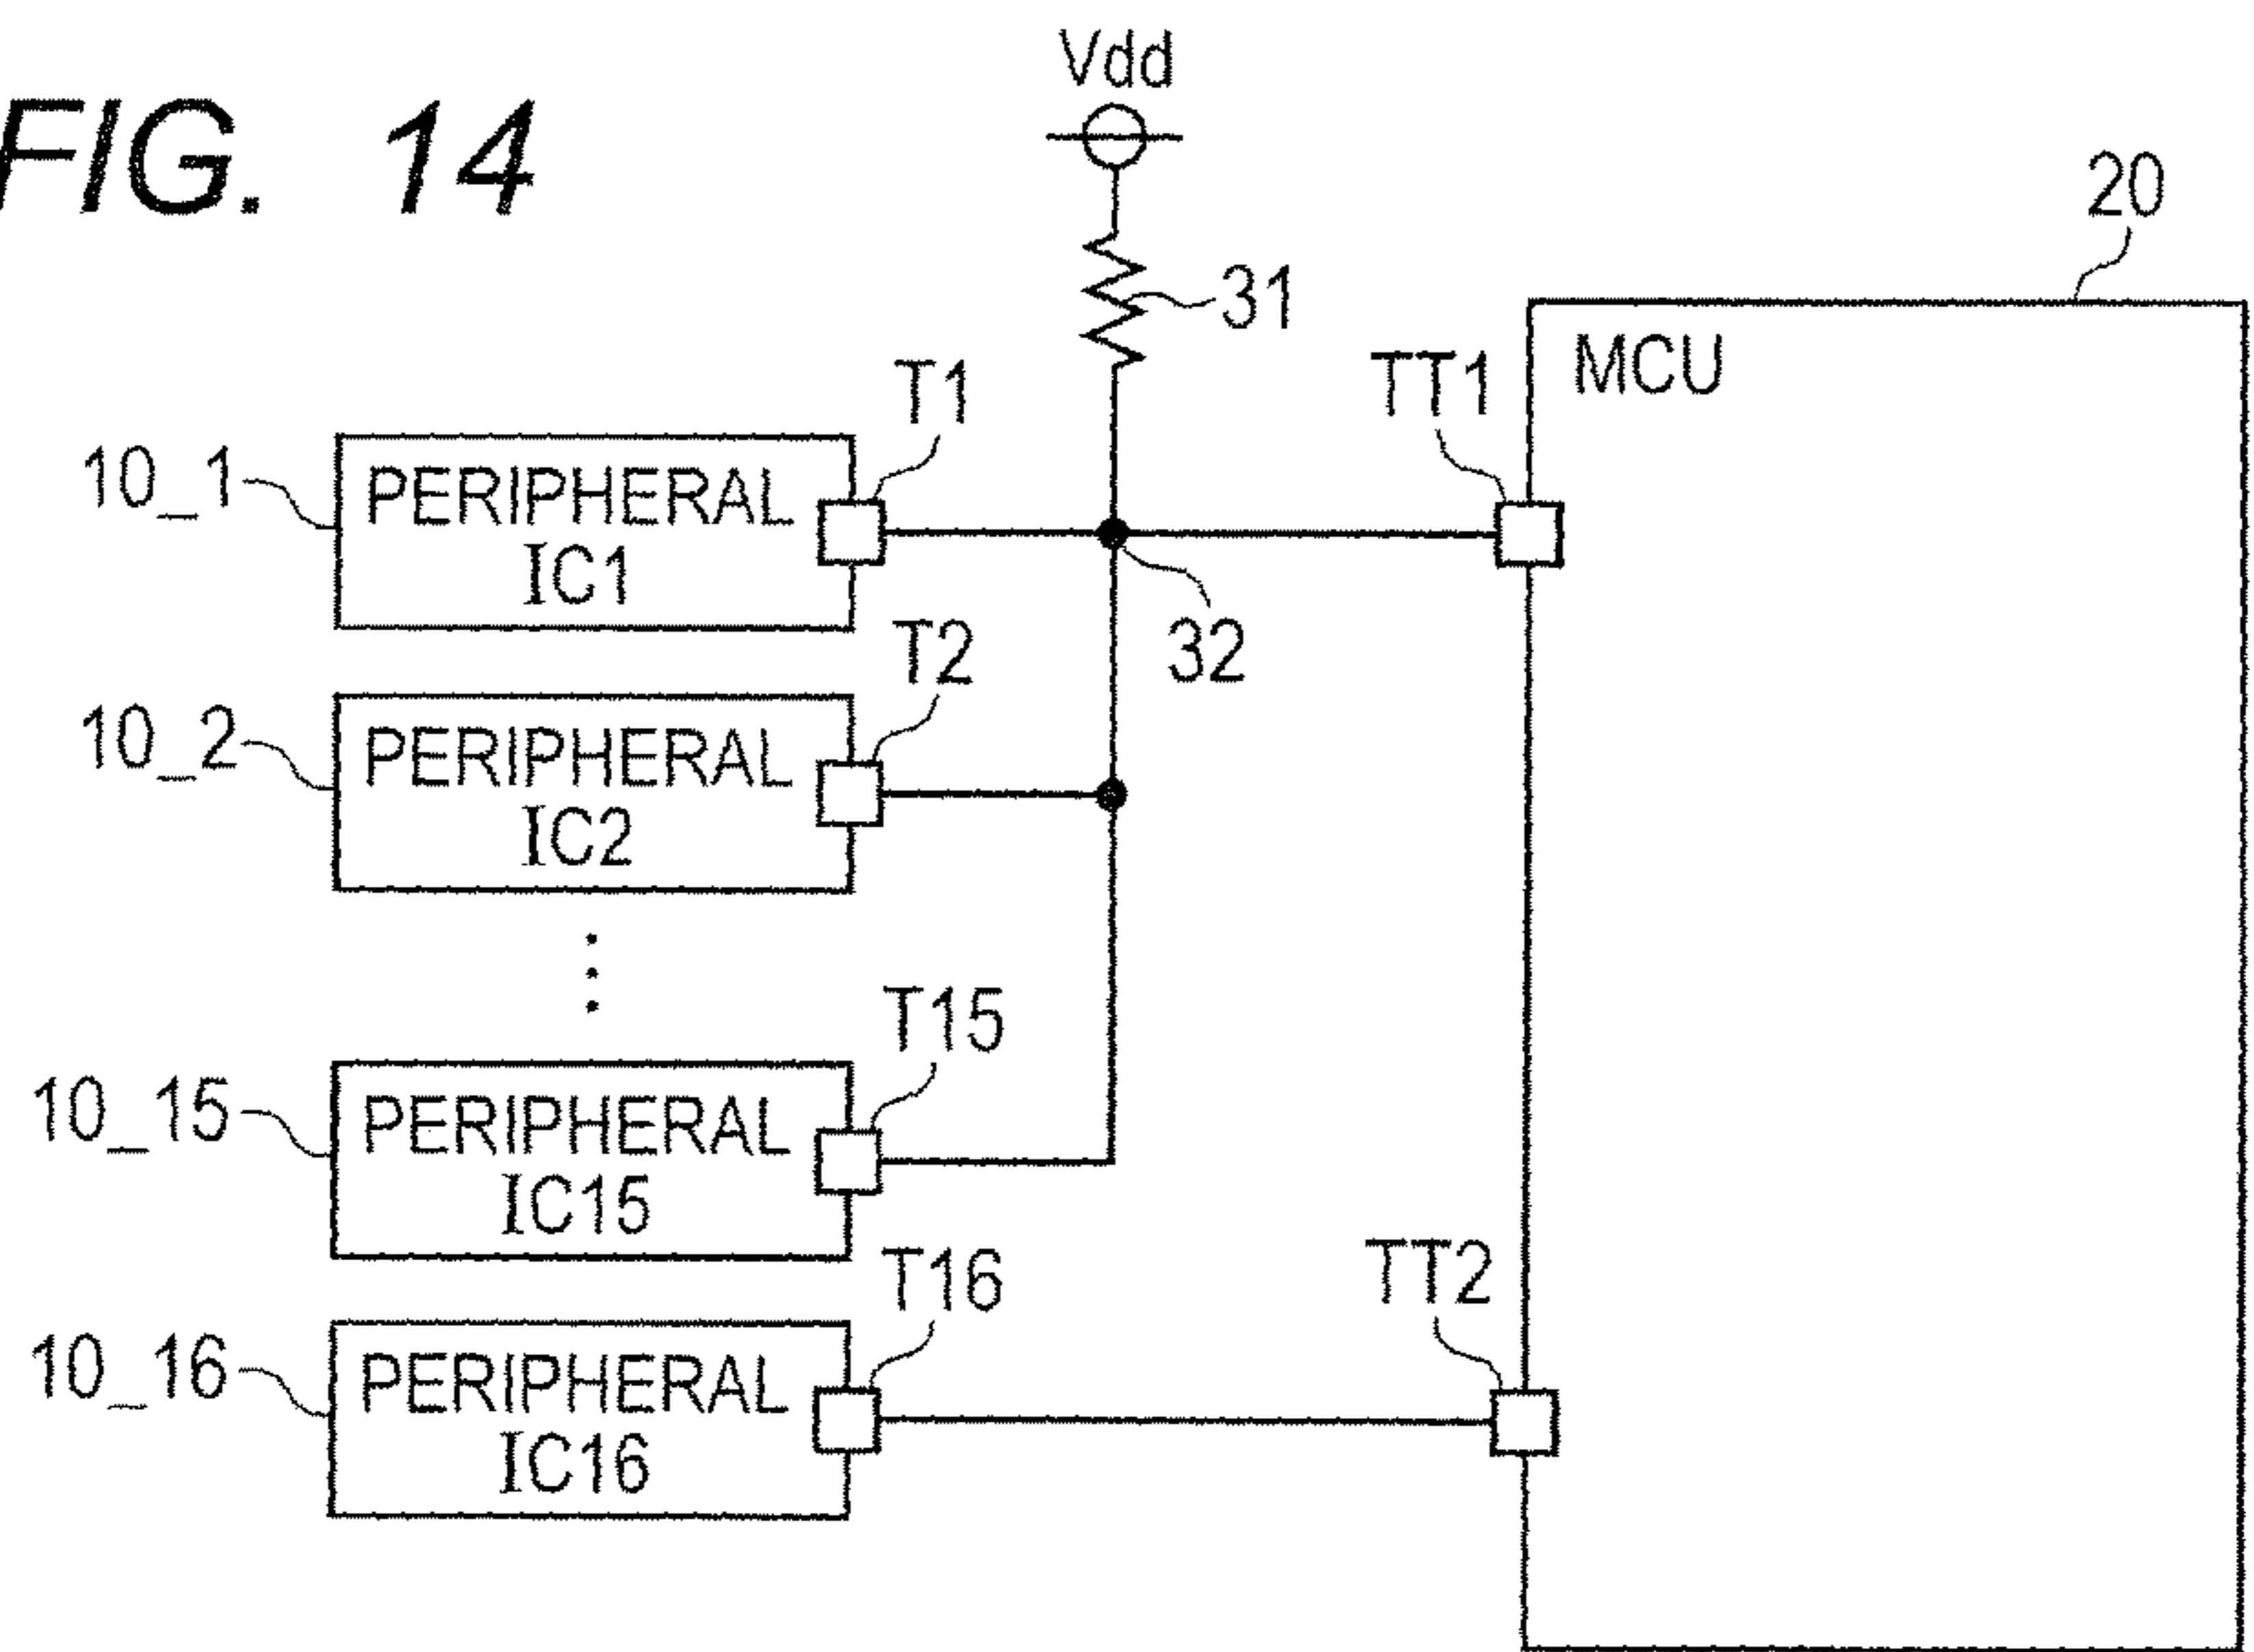 FIG. 14
Vdd
20
31
MCU
T1
TT1
10_1
PERIPHERAL
IC1
32
T2
10_2
PERIPHERAL
IC2
T15
10_15
PERIPHERAL
IC15
T16
TT2
10_16
PERIPHERAL
IC16